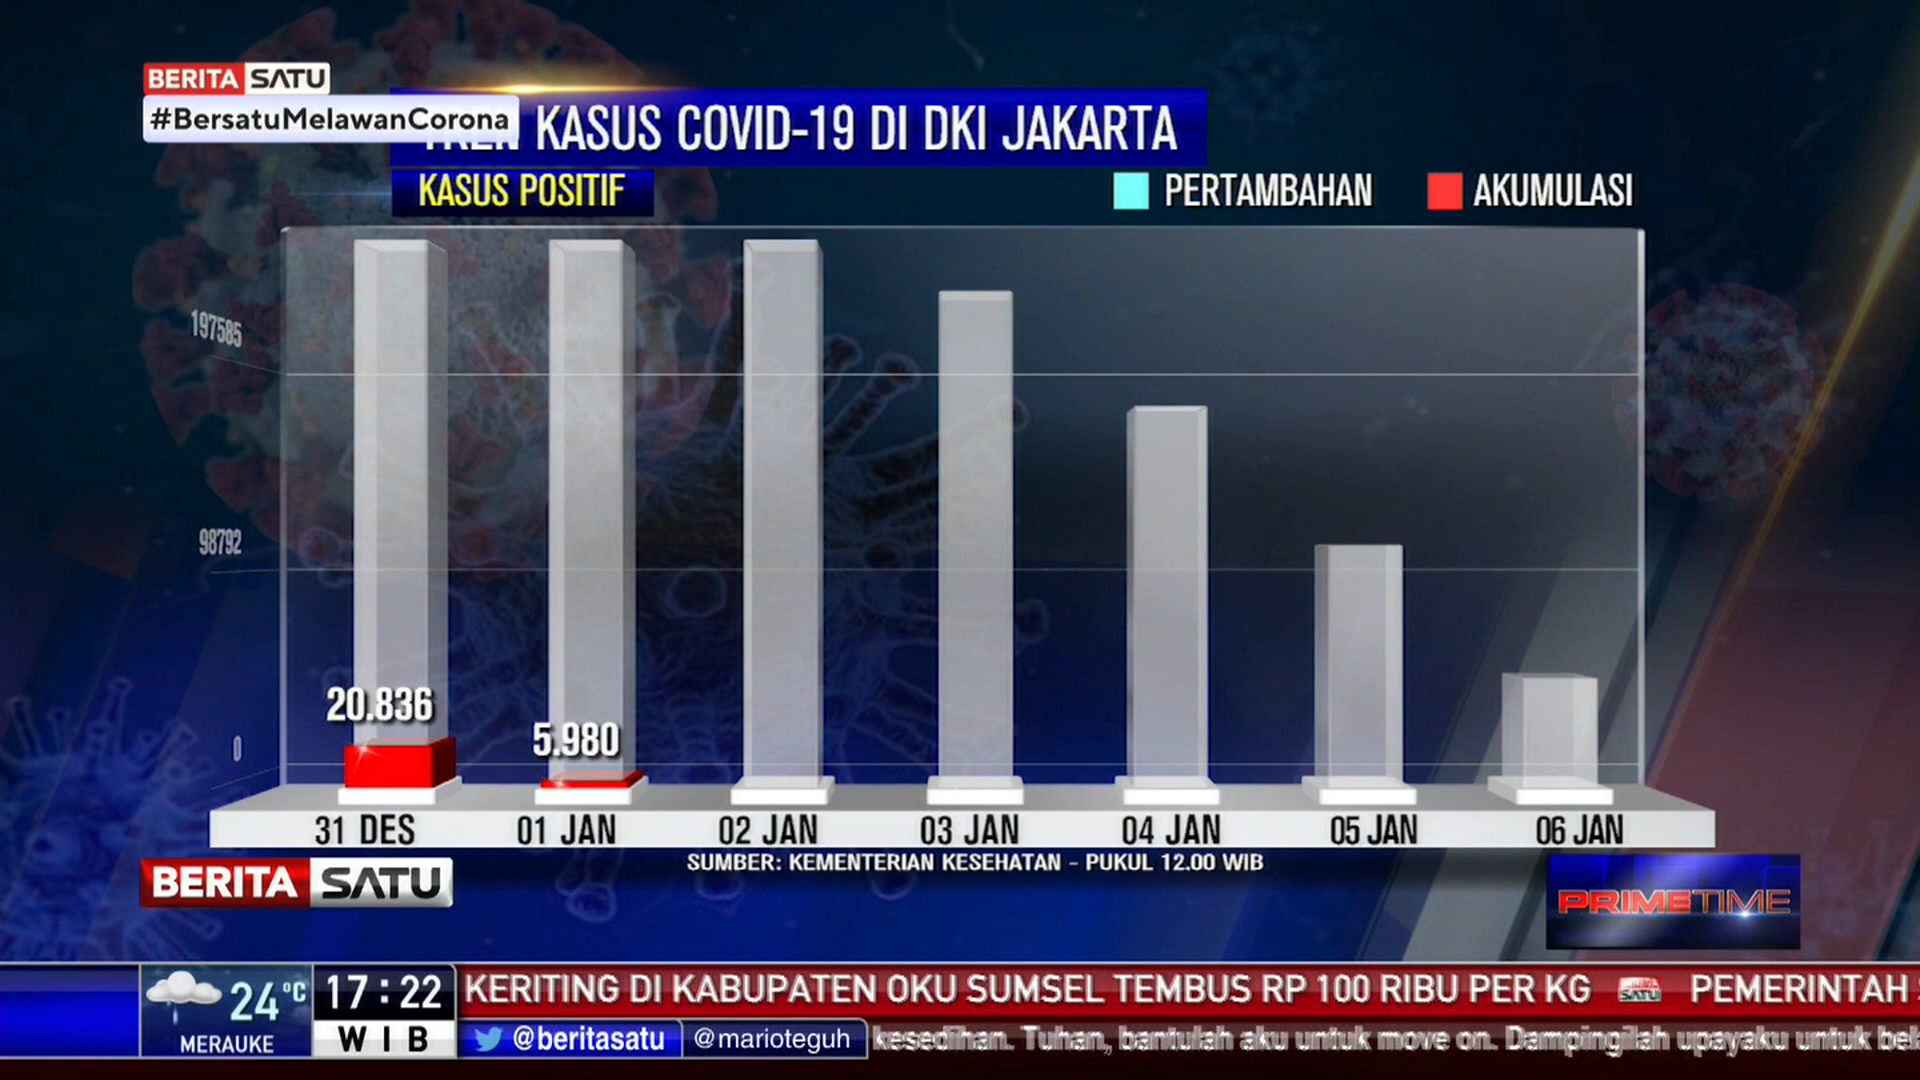 BERITA SATU
#BersatuMelawanCorona
KASUS COVID-19 DI DKI JAKARTA
KASUS POSITIF
PERTAMBAHAN
AKUMULASI
197585
98792
0
20.836
5.980
31 DES
01 JAN
02 JAN
03 JAN
04 JAN
05 JAN
06 JAN
SUMBER: KEMENTERIAN KESEHATAN - PUKUL 12.00 WIB
BERITA SATU
PRIMETIME
24°C
MERAUKE
17:22
WIB
KERITING DI KABUPATEN OKU SUMSEL TEMBUS RP 100 RIBU PER KG
BERITA SATU
PEMERINTAH
@beritasatu
@marioteguh
kesedihan. Tuhan, bantulah aku untuk move on. Dampingilah upayaku untuk